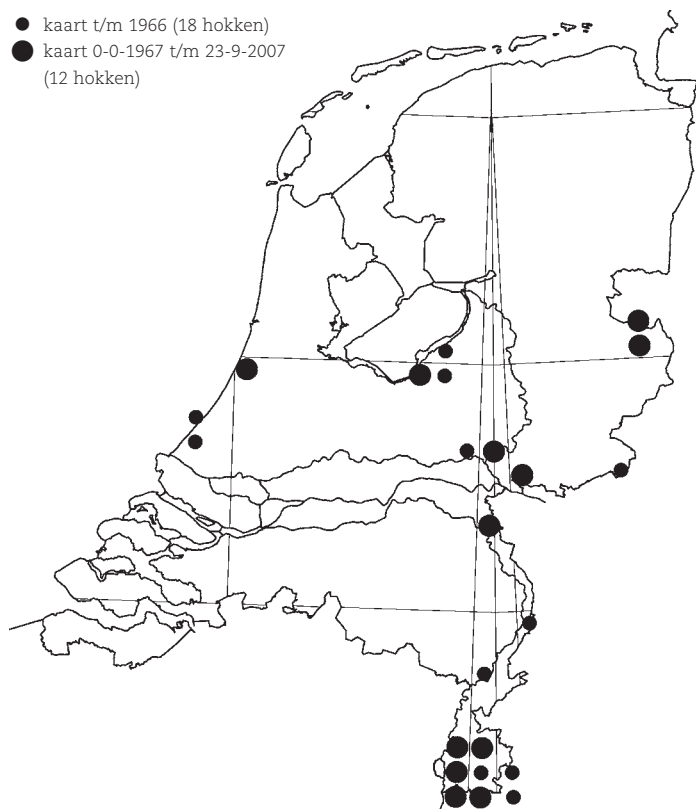 kaart t/m 1966 (18 hokken)
kaart 0-0-1967 t/m 23-9-2007
(12 hokken)